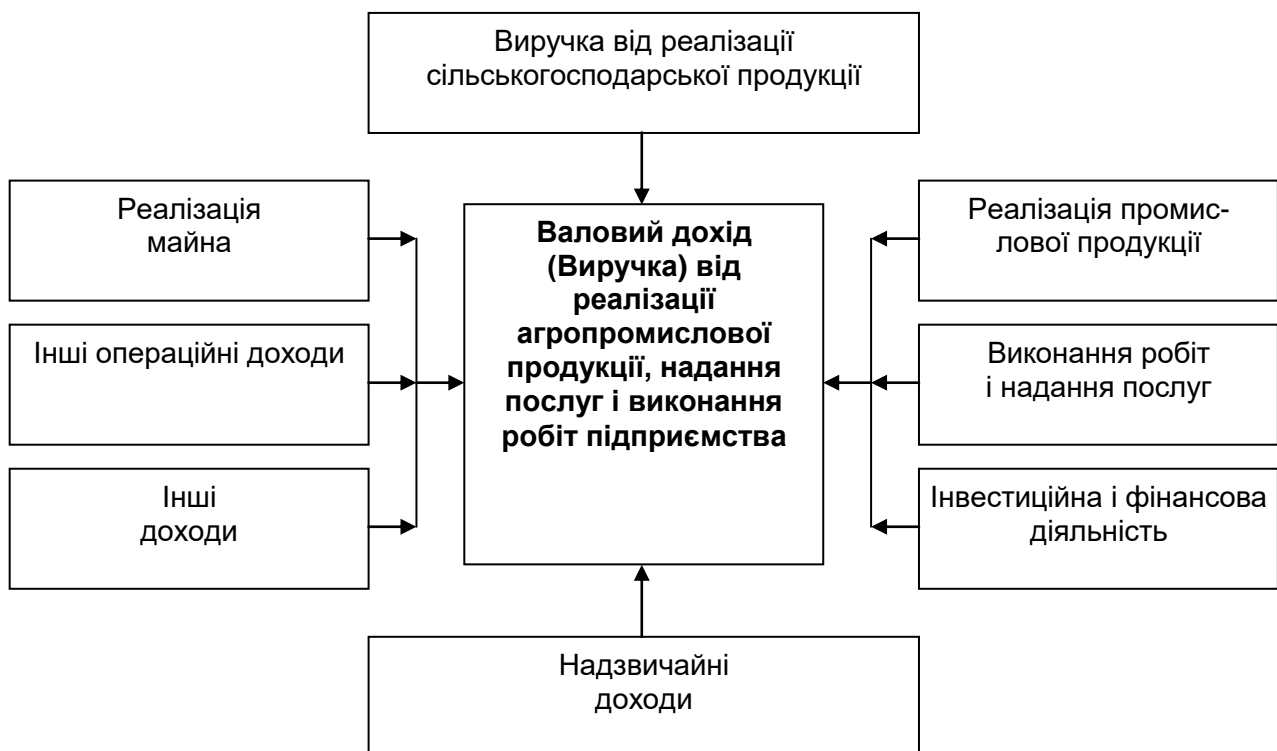 Виручка від реалізації
сільськогосподарської продукції
Реалізація
майна
Інші операційні доходи
Інші
доходи
Валовий дохід
(Виручка) від
реалізації
агропромислової
продукції, надання
послуг і виконання
робіт підприємства
Реалізація промис-
лової продукції
Виконання робіт
і надання послуг
Інвестиційна і фінансова
діяльність
Надзвичайні
доходи